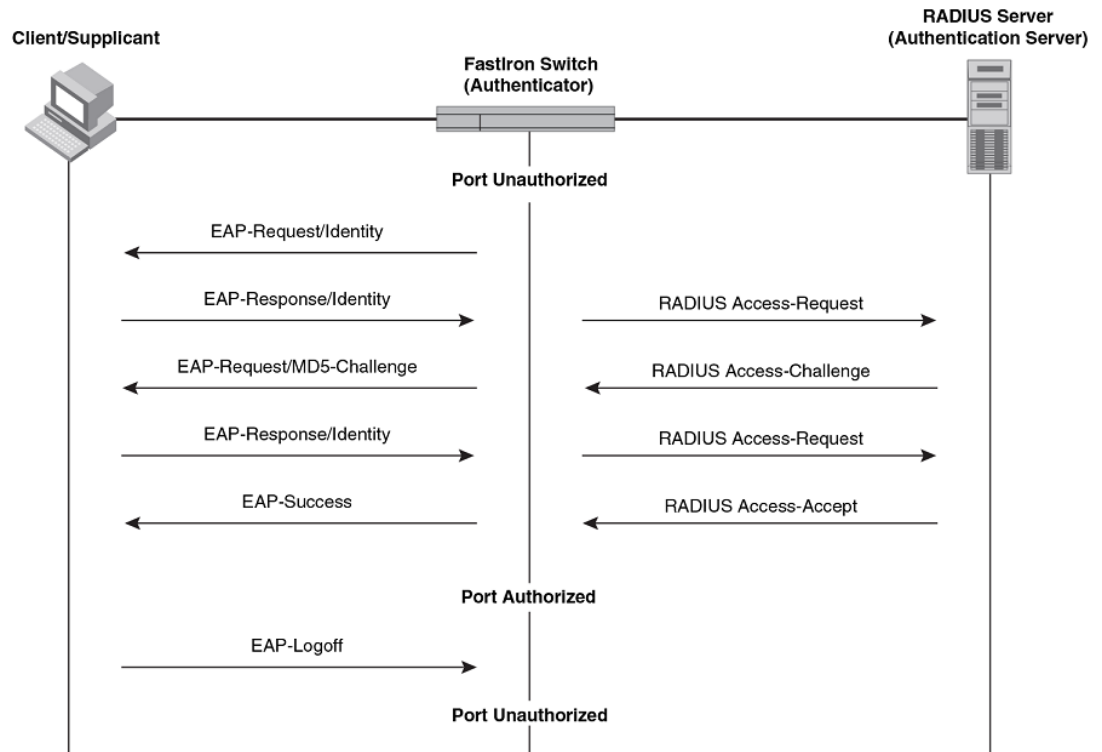 RADIUS Server
(Authentication Server)
Client/Supplicant
FastIron Switch
(Authenticator)
Port Unauthorized
EAP-Request/Identity
EAP-Response/Identity
RADIUS Access-Request
EAP-Request/MD5-Challenge
RADIUS Access-Challenge
EAP-Response/Identity
RADIUS Access-Request
EAP-Success
RADIUS Access-Accept
Port Authorized
EAP-Logoff
Port Unauthorized